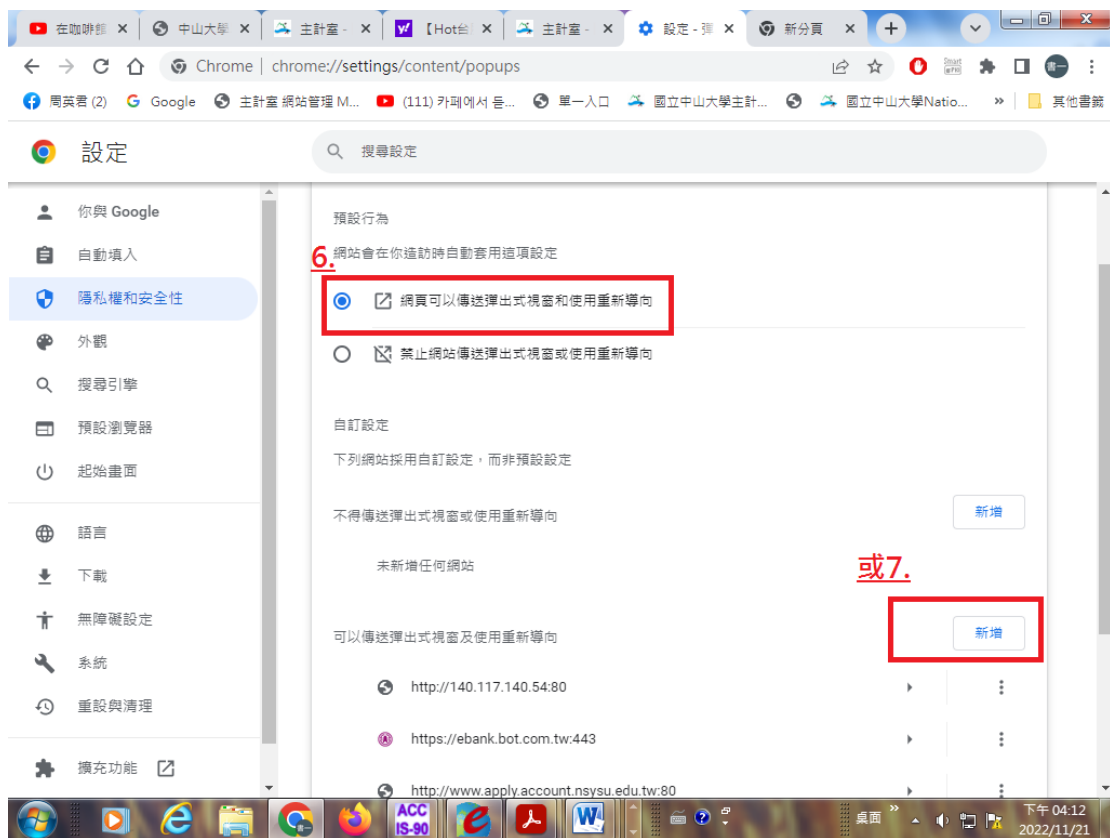 在咖啡館
中山大學
主計室 -
【Hot台
主計室 -
設定 - 彈
新分頁
Chrome | chrome://settings/content/popups
周英君 (2)
Google
主計室 網站管理 M...
(111) 카페에서 듣...
單一入口
國立中山大學主計...
國立中山大學Natio...
»
其他書籤
設定
搜尋設定
你與 Google
自動填入
隱私權和安全性
外觀
搜尋引擎
預設瀏覽器
起始畫面
語言
下載
無障礙設定
系統
重設與清理
擴充功能
預設行為
6.
網站會在你造訪時自動套用這項設定
網頁可以傳送彈出式視窗和使用重新導向
禁止網站傳送彈出式視窗或使用重新導向
自訂設定
下列網站採用自訂設定，而非預設設定
不得傳送彈出式視窗或使用重新導向
新增
未新增任何網站
或7.
可以傳送彈出式視窗及使用重新導向
新增
http://140.117.140.54:80
https://ebank.bot.com.tw:443
http://www.apply.account.nsysu.edu.tw:80
ACC
IS-90
桌面 »
下午 04:12
2022/11/21